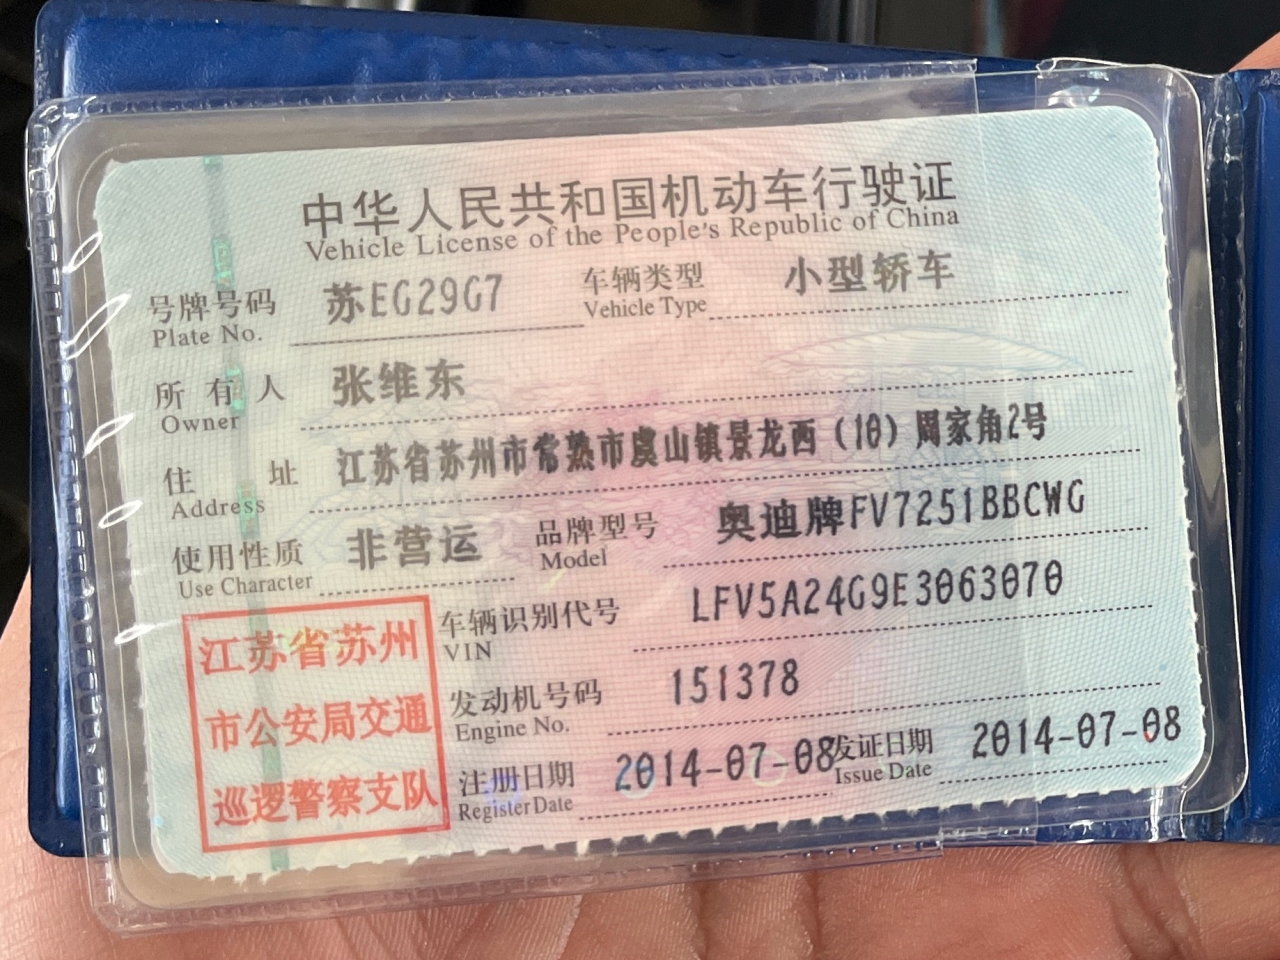 中华人民共和国机动车行驶证
Vehicle License of the People's Republic of China
号牌号码 苏EG29G7 车辆类型 小型轿车
Plate No. Vehicle Type
所有人 张维东
Owner
住址 江苏省苏州市常熟市虞山镇景龙西（10）周家角2号
Address
使用性质 非营运 品牌型号 奥迪牌FV7251BBCWG
Use Character Model
车辆识别代号 LFV5A24G9E3063070
VIN
发动机号码 151378
Engine No.
注册日期 2014-07-08 发证日期 2014-07-08
Register Date Issue Date
江苏省苏州
市公安局交通
巡逻警察支队